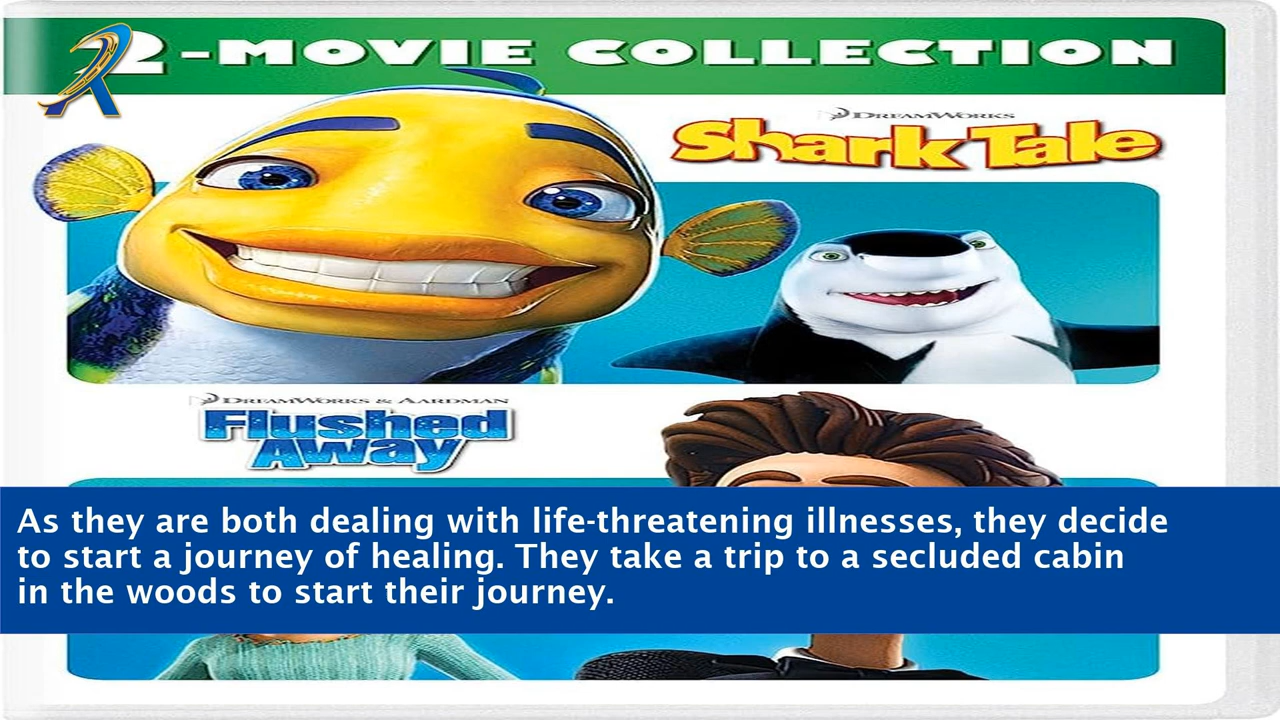 2-MOVIE COLLECTION
DREAMWORKS
Shark Tale
DREAMWORKS & AARDMAN
Flushed
Away
As they are both dealing with life-threatening illnesses, they decide
to start a journey of healing. They take a trip to a secluded cabin
in the woods to start their journey.